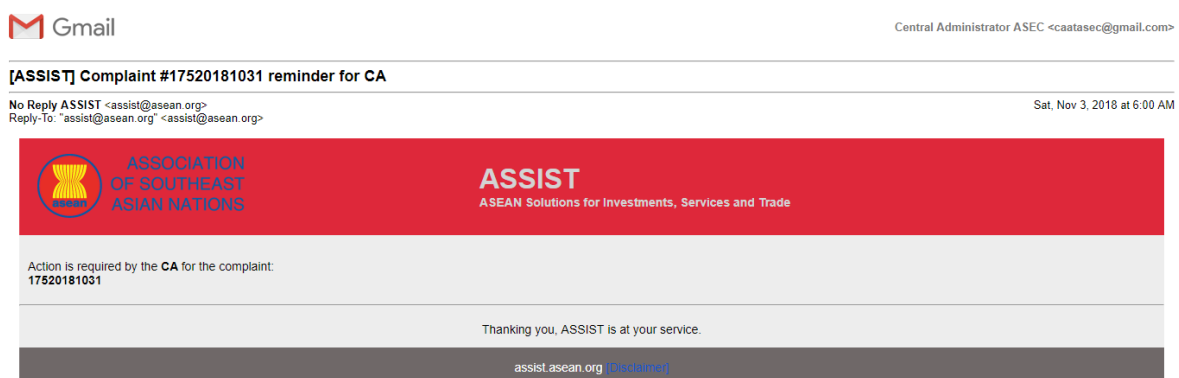 Gmail
Central Administrator ASEC <caatasec@gmail.com>
[ASSIST] Complaint #17520181031 reminder for CA
No Reply ASSIST <assist@asean.org>
Sat, Nov 3, 2018 at 6:00 AM
Reply-To: "assist@asean.org" <assist@asean.org>
ASSOCIATION
OF SOUTHEAST
ASIAN NATIONS
asean
ASSIST
ASEAN Solutions for Investments, Services and Trade
Action is required by the CA for the complaint:
17520181031
Thanking you, ASSIST is at your service.
assist.asean.org [Disclaimer]